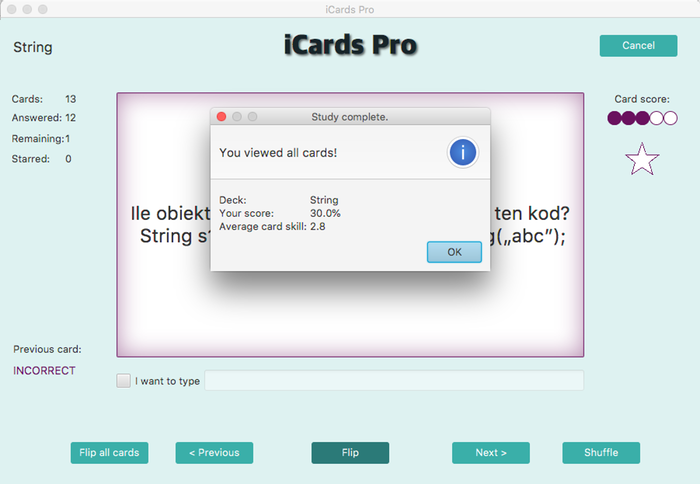 iCards Pro
String
iCards Pro
Cancel
Cards: 13
Answered: 12
Remaining: 1
Starred: 0
Card score:
Study complete.
You viewed all cards!
Deck: String
Your score: 30.0%
Average card skill: 2.8
OK
Ile obiekt ten kod?
String s („abc”);
Previous card:
INCORRECT
I want to type
Flip all cards
< Previous
Flip
Next >
Shuffle